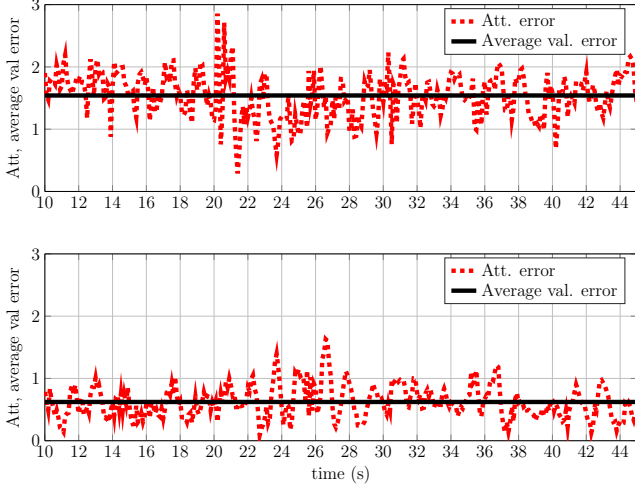 3
2
1
0
Att, average val error
Att. error
Average val. error
10 12 14 16 18 20 22 24 26 28 30 32 34 36 38 40 42 44
3
2
1
0
Att, average val error
Att. error
Average val. error
10 12 14 16 18 20 22 24 26 28 30 32 34 36 38 40 42 44
time (s)